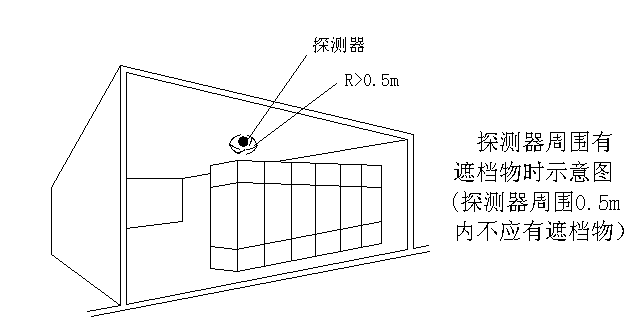 探测器
R>0.5m
探测器周围有
遮档物时示意图
(探测器周围0.5m
内不应有遮档物)